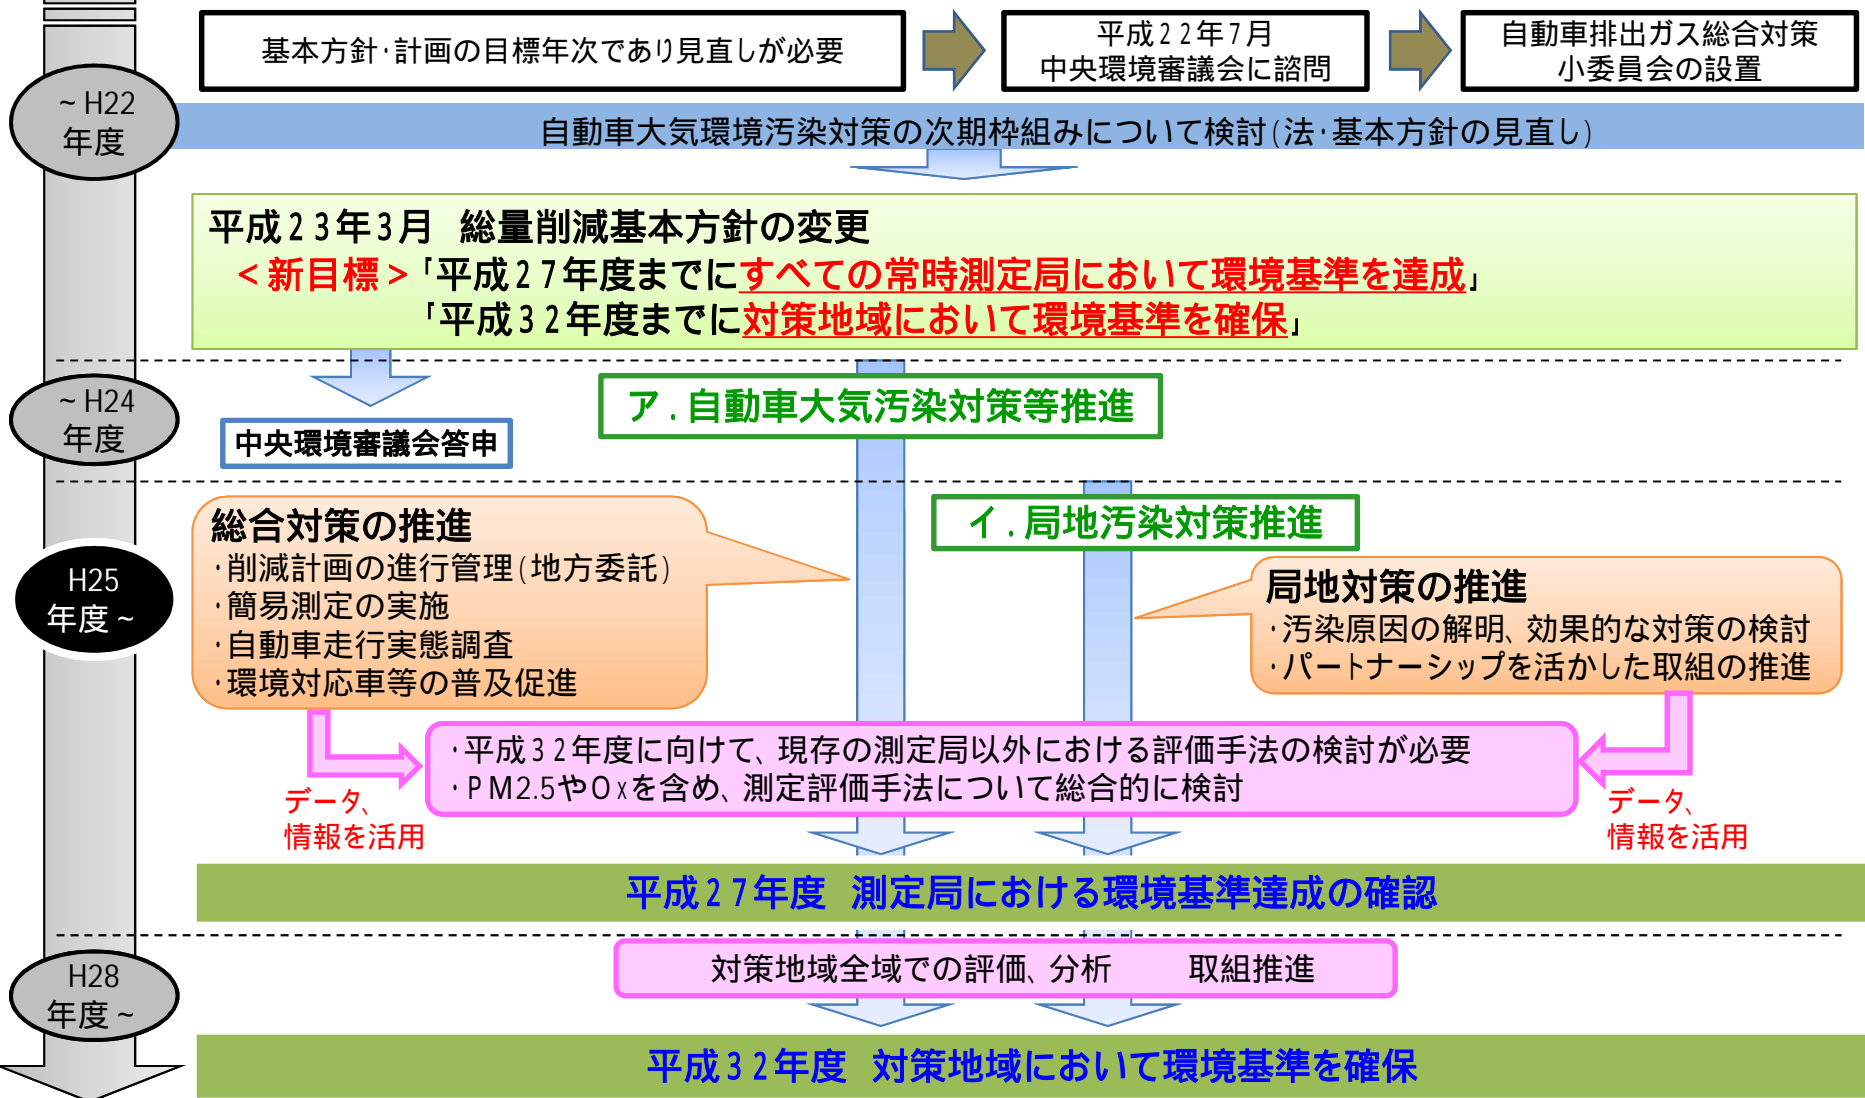 基本方針・計画の目標年次であり見直しが必要
平成22年7月
中央環境審議会に諮問
自動車排出ガス総合対策
小委員会の設置
~H22
年度
自動車大気環境汚染対策の次期枠組みについて検討(法・基本方針の見直し)
平成23年3月 総量削減基本方針の変更
<新目標>「平成27年度までにすべての常時測定局において環境基準を達成」
「平成32年度までに対策地域において環境基準を確保」
~H24
年度
中央環境審議会答申
ア.自動車大気汚染対策等推進
イ.局地汚染対策推進
H25
年度~
総合対策の推進
・削減計画の進行管理(地方委託)
・簡易測定の実施
・自動車走行実態調査
・環境対応車等の普及促進
局地対策の推進
・汚染原因の解明、効果的な対策の検討
・パートナーシップを活かした取組の推進
・平成32年度に向けて、現存の測定局以外における評価手法の検討が必要
・PM2.5やOxを含め、測定評価手法について総合的に検討
データ、
情報を活用
データ、
情報を活用
平成27年度 測定局における環境基準達成の確認
H28
年度~
対策地域全域での評価、分析 取組推進
平成32年度 対策地域において環境基準を確保